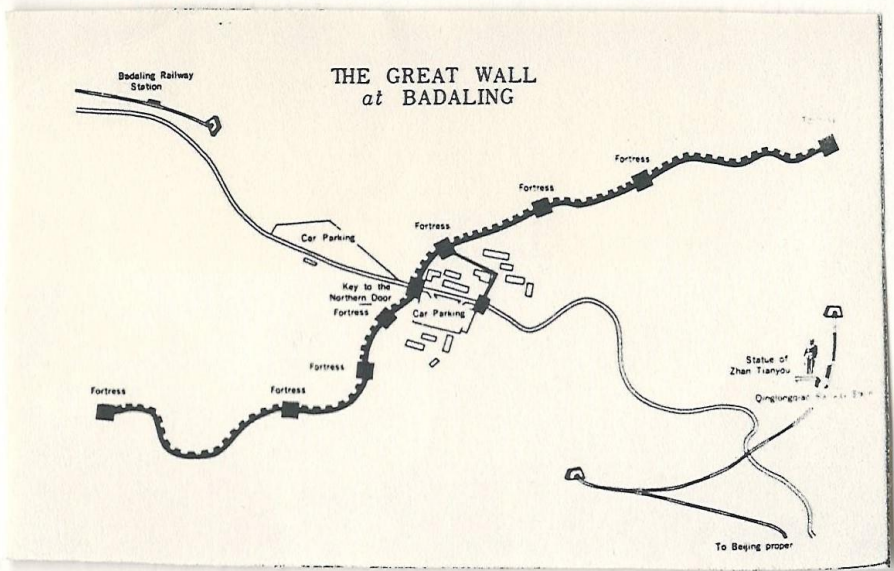 THE GREAT WALL
at BADALING
Badaling Railway
Station
Fortress
Fortress
Fortress
Car Parking
Key to the
Northern Door
Fortress
Car Parking
Fortress
Fortress
Fortress
Statue of
Zhan Tianyou
To Beijing proper